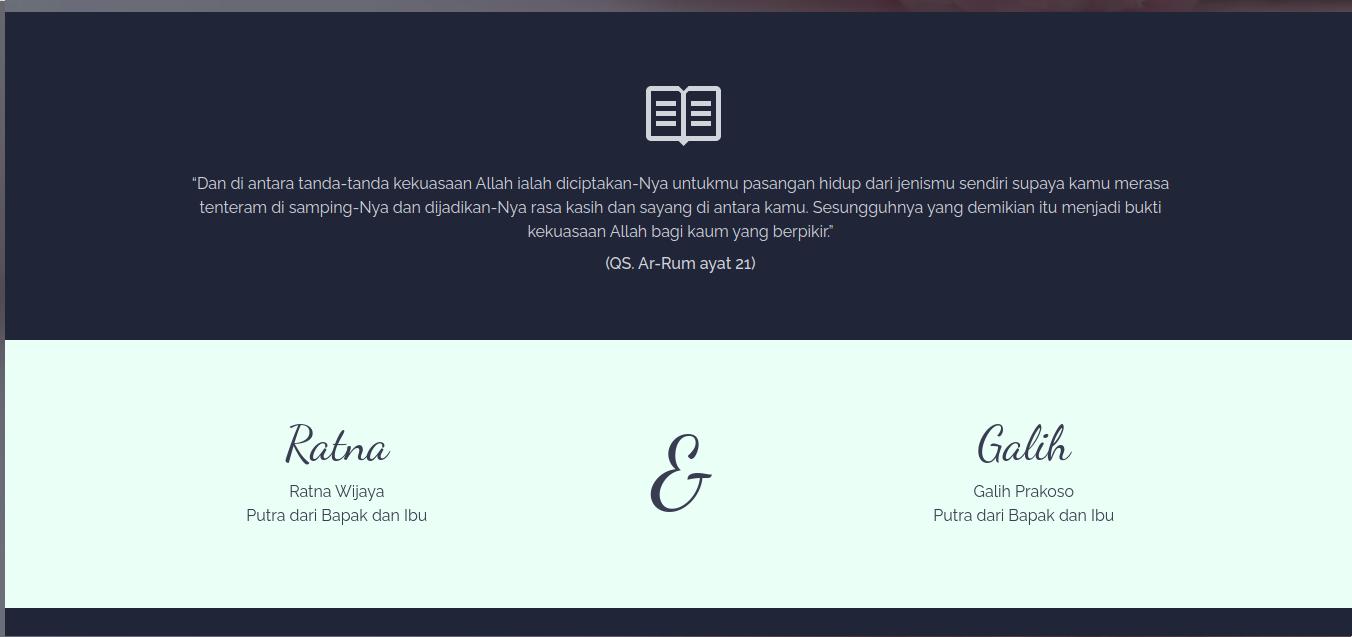 “Dan di antara tanda-tanda kekuasaan Allah ialah diciptakan-Nya untukmu pasangan hidup dari jenismu sendiri supaya kamu merasa
tenteram di samping-Nya dan dijadikan-Nya rasa kasih dan sayang di antara kamu. Sesungguhnya yang demikian itu menjadi bukti
kekuasaan Allah bagi kaum yang berpikir.”
(QS. Ar-Rum ayat 21)
Ratna
Ratna Wijaya
Putra dari Bapak dan Ibu
&
Galih
Galih Prakoso
Putra dari Bapak dan Ibu